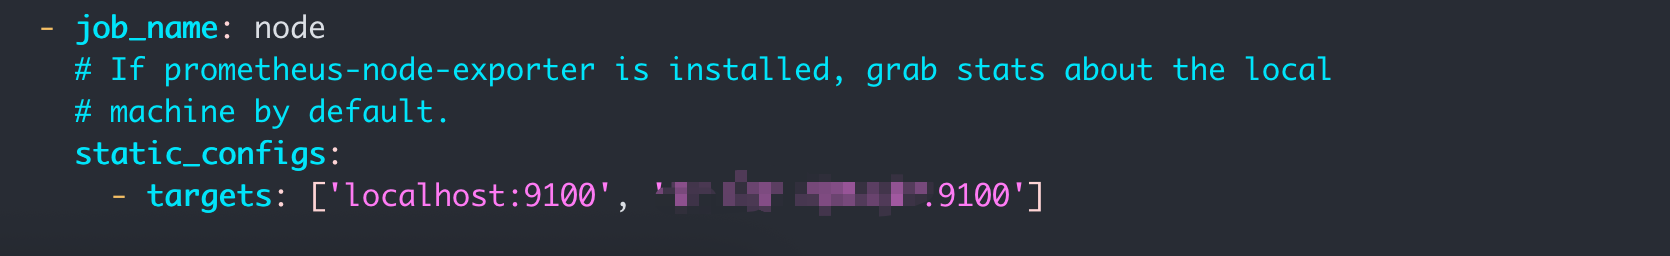 - job_name: node
# If prometheus-node-exporter is installed, grab stats about the local
# machine by default.
static_configs:
- targets: ['localhost:9100', ' .9100']